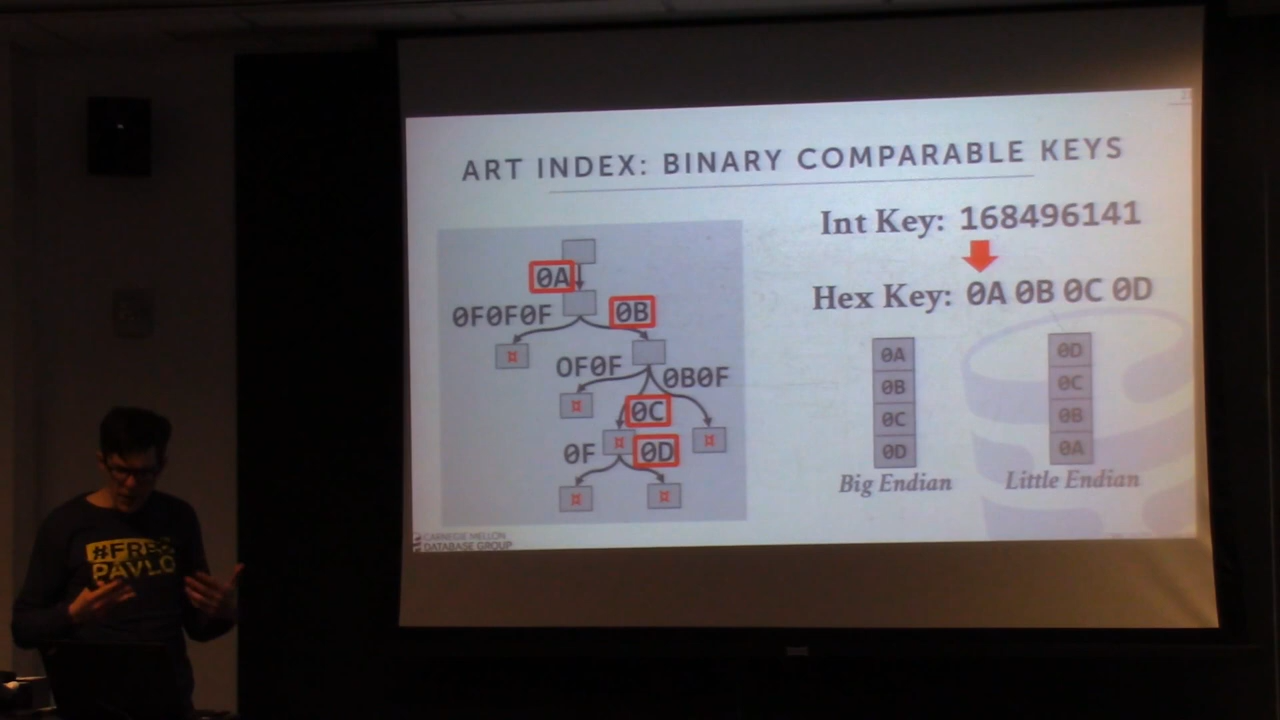 ART INDEX: BINARY COMPARABLE KEYS
Int Key: 168496141
Hex Key: 0A 0B 0C 0D
0A
0F0F0F
0B
0F0F
0B0F
0C
0F
0D
0A
0B
0C
0D
Big Endian
0D
0C
0B
0A
Little Endian
CARNEGIE MELLON
DATABASE GROUP
#FREE
PAVLO